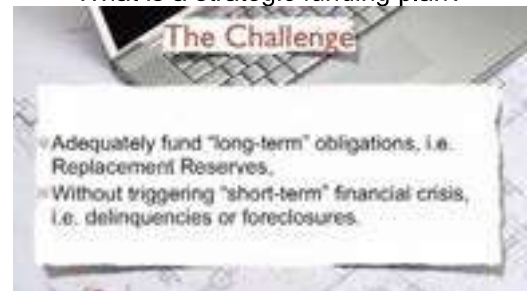 What is a strategic funding plan?
The Challenge
Adequately fund "long-term" obligations, i.e.
Replacement Reserves,
Without triggering "short-term" financial crisis,
i.e. delinquencies or foreclosures.